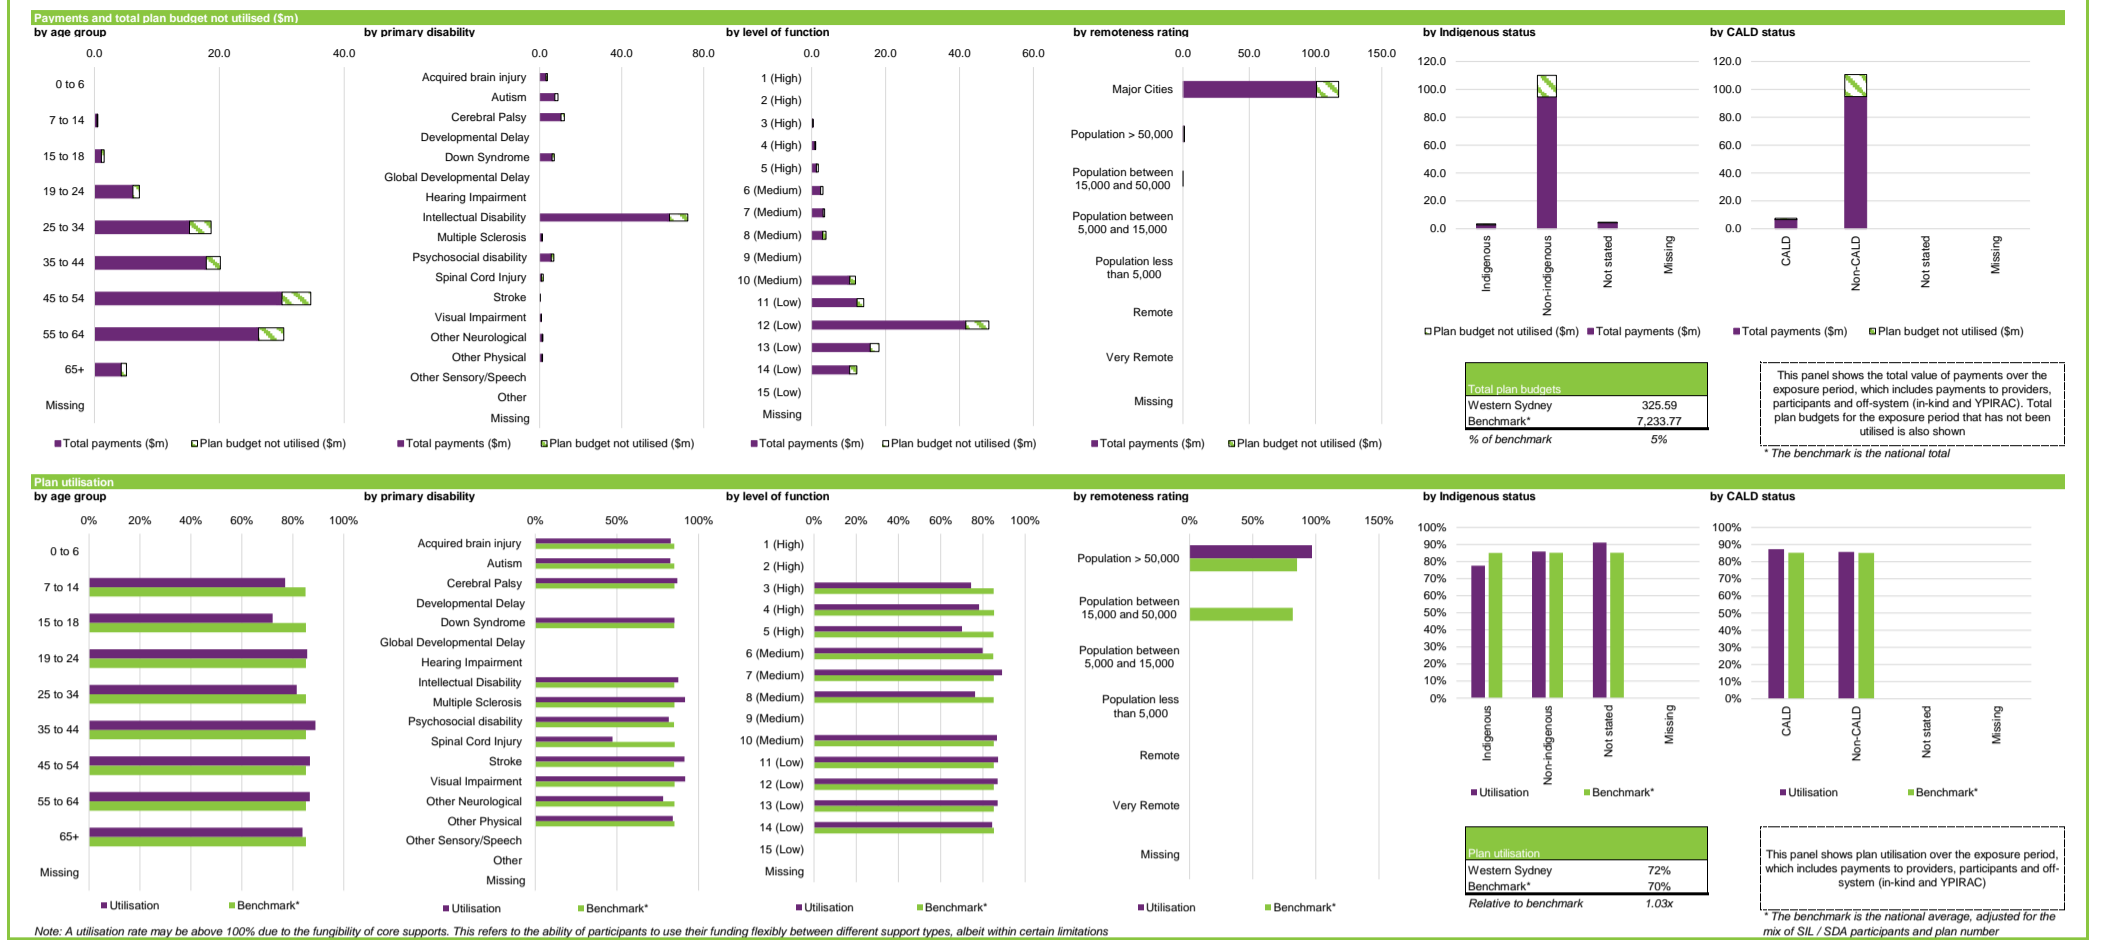 Payments and total plan budget not utilised ($m)
by age group
0.0 20.0 40.0
0 to 6
7 to 14
15 to 18
19 to 24
25 to 34
35 to 44
45 to 54
55 to 64
65+
Missing
Total payments ($m) Plan budget not utilised ($m)
by primary disability
0.0 40.0 80.0
Acquired brain injury
Autism
Cerebral Palsy
Developmental Delay
Down Syndrome
Global Developmental Delay
Hearing Impairment
Intellectual Disability
Multiple Sclerosis
Psychosocial disability
Spinal Cord Injury
Stroke
Visual Impairment
Other Neurological
Other Physical
Other Sensory/Speech
Other
Missing
Total payments ($m) Plan budget not utilised ($m)
by level of function
0.0 20.0 40.0 60.0
1 (High)
2 (High)
3 (High)
4 (High)
5 (High)
6 (Medium)
7 (Medium)
8 (Medium)
9 (Medium)
10 (Medium)
11 (Low)
12 (Low)
13 (Low)
14 (Low)
15 (Low)
Missing
Total payments ($m) Plan budget not utilised ($m)
by remoteness rating
0.0 50.0 100.0 150.0
Major Cities
Population > 50,000
Population between
15,000 and 50,000
Population between
5,000 and 15,000
Population less
than 5,000
Remote
Very Remote
Missing
Total payments ($m) Plan budget not utilised ($m)
by Indigenous status
120.0
100.0
80.0
60.0
40.0
20.0
0.0
Indigenous
Non-indigenous
Not stated
Missing
Plan budget not utilised ($m) Total payments ($m)
by CALD status
120.0
100.0
80.0
60.0
40.0
20.0
0.0
CALD
Non-CALD
Not stated
Missing
Total payments ($m) Plan budget not utilised ($m)
Total plan budgets
Western Sydney 325.59
Benchmark* 7,233.77
% of benchmark 5%
This panel shows the total value of payments over the
exposure period, which includes payments to providers,
participants and off-system (in-kind and YPIRAC). Total
plan budgets for the exposure period that has not been
utilised is also shown
* The benchmark is the national total
Plan utilisation
by age group
0% 20% 40% 60% 80% 100%
0 to 6
7 to 14
15 to 18
19 to 24
25 to 34
35 to 44
45 to 54
55 to 64
65+
Missing
Utilisation Benchmark*
by primary disability
0% 50% 100%
Acquired brain injury
Autism
Cerebral Palsy
Developmental Delay
Down Syndrome
Global Developmental Delay
Hearing Impairment
Intellectual Disability
Multiple Sclerosis
Psychosocial disability
Spinal Cord Injury
Stroke
Visual Impairment
Other Neurological
Other Physical
Other Sensory/Speech
Other
Missing
Utilisation Benchmark*
by level of function
0% 20% 40% 60% 80% 100%
1 (High)
2 (High)
3 (High)
4 (High)
5 (High)
6 (Medium)
7 (Medium)
8 (Medium)
9 (Medium)
10 (Medium)
11 (Low)
12 (Low)
13 (Low)
14 (Low)
15 (Low)
Missing
Utilisation Benchmark*
by remoteness rating
0% 50% 100% 150%
Population > 50,000
Population between
15,000 and 50,000
Population between
5,000 and 15,000
Population less
than 5,000
Remote
Very Remote
Missing
Utilisation Benchmark*
by Indigenous status
100%
90%
80%
70%
60%
50%
40%
30%
20%
10%
0%
Indigenous
Non-indigenous
Not stated
Missing
Utilisation Benchmark*
by CALD status
100%
90%
80%
70%
60%
50%
40%
30%
20%
10%
0%
CALD
Non-CALD
Not stated
Missing
Utilisation Benchmark*
Plan utilisation
Western Sydney 72%
Benchmark* 70%
Relative to benchmark 1.03x
This panel shows plan utilisation over the exposure period,
which includes payments to providers, participants and off-
system (in-kind and YPIRAC)
* The benchmark is the national average, adjusted for the
mix of SIL / SDA participants and plan number
Note: A utilisation rate may be above 100% due to the fungibility of core supports. This refers to the ability of participants to use their funding flexibly between different support types, albeit within certain limitations